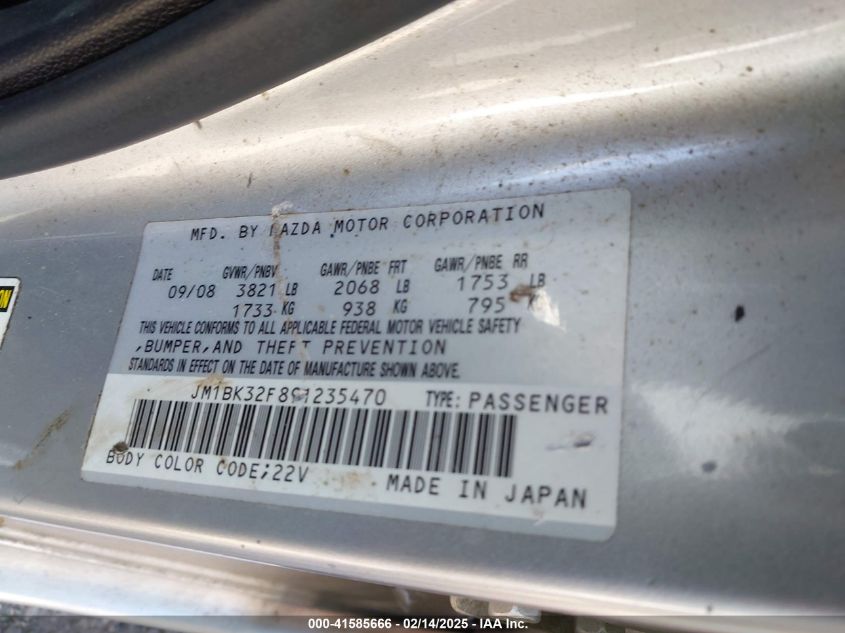 MFD. BY MAZDA MOTOR CORPORATION
DATE GVWR/PNBV GAWR/PNBE FRT GAWR/PNBE RR
09/08 3821 LB 2068 LB 1753 LB
1733 KG 938 KG 795 K
THIS VEHICLE CONFORMS TO ALL APPLICABLE FEDERAL MOTOR VEHICLE SAFETY
,BUMPER,AND THEFT PREVENTION
STANDARDS IN EFFECT ON THE DATE OF MANUFACTURE SHOWN ABOVE.
JM1BK32F891235470 TYPE: PASSENGER
BODY COLOR CODE;22V MADE IN JAPAN
000-41585666 - 02/14/2025 - IAA Inc.